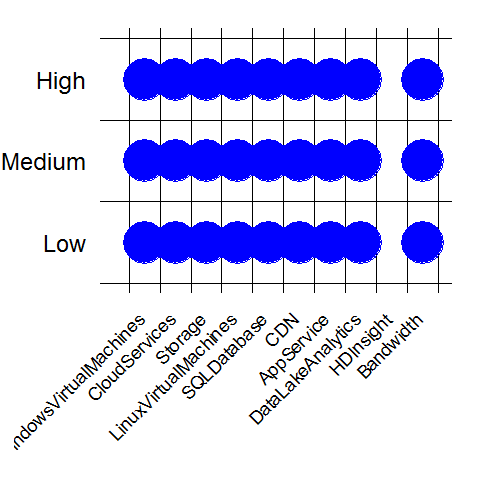 High
Medium
Low
ndowsVirtualMachines
CloudServices
Storage
LinuxVirtualMachines
SQLDatabase
CDN
AppService
DataLakeAnalytics
HDInsight
Bandwidth